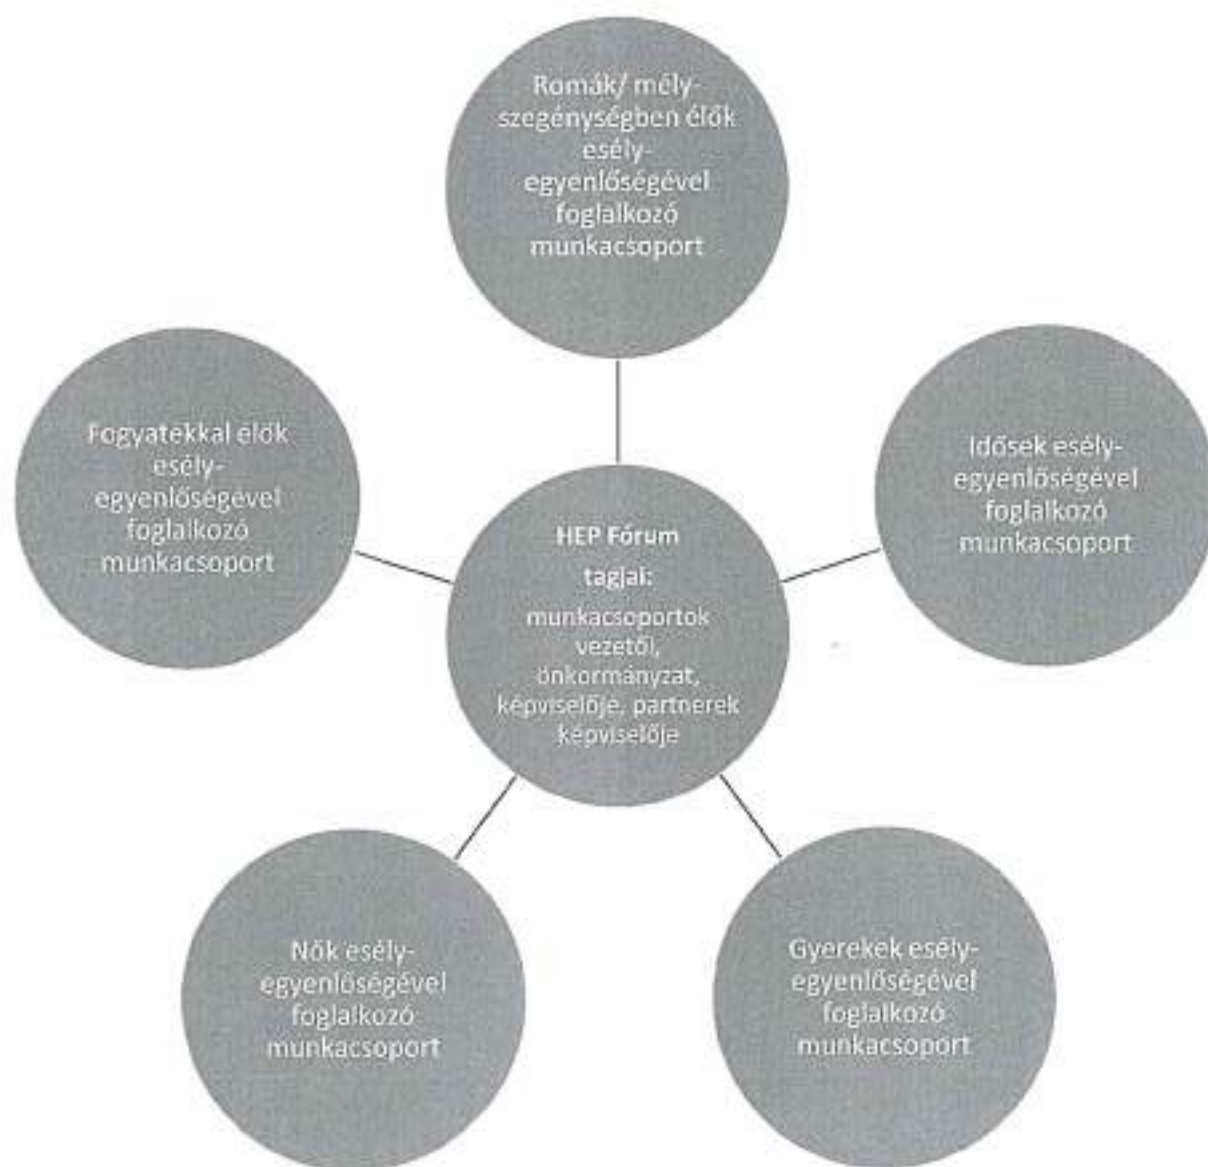 Romák/ mély-
szegénységben élők
esély-
egyenlőségével
foglalkozó
munkacsoport
Fogyatékkal élők
esély-
egyenlőségével
foglalkozó
munkacsoport
Idősek esély-
egyenlőségével
foglalkozó
munkacsoport
HEP Fórum
tagjai:
munkacsoportok
vezetői,
önkormányzat,
képviselője, partnerek
képviselője
Nők esély-
egyenlőségével
foglalkozó
munkacsoport
Gyerekek esély-
egyenlőségével
foglalkozó
munkacsoport